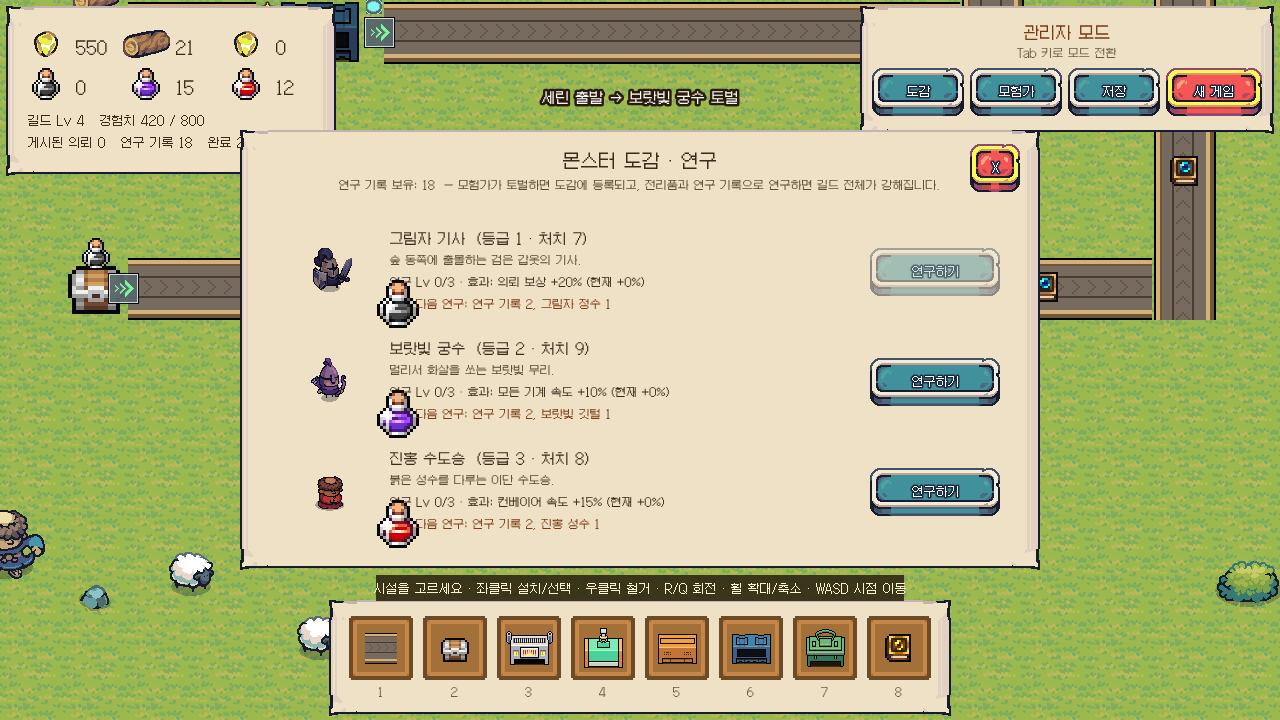 550 21 0
0 15 12
길드 Lv 4 경험치 420 / 800
게시된 의뢰 0 연구 기록 18 완료 2
세린 출발 → 보랏빛 궁수 토벌
관리자 모드
Tab 키로 모드 전환
도감 모험가 저장 새 게임
몬스터 도감 · 연구
X
연구 기록 보유: 18 — 모험가가 토벌하면 도감에 등록되고, 전리품과 연구 기록으로 연구하면 길드 전체가 강해집니다.
그림자 기사 (등급 1 · 처치 7)
숲 동쪽에 출몰하는 검은 갑옷의 기사.
연구 Lv 0/3 · 효과: 의뢰 보상 +20% (현재 +0%)
다음 연구: 연구 기록 2, 그림자 정수 1
연구하기
보랏빛 궁수 (등급 2 · 처치 9)
멀리서 화살을 쏘는 보랏빛 무리.
Lv 0/3 · 효과: 모든 기계 속도 +10% (현재 +0%)
다음 연구: 연구 기록 2, 보랏빛 깃털 1
연구하기
진홍 수도승 (등급 3 · 처치 8)
붉은 성수를 다루는 이단 수도승.
Lv 0/3 · 효과: 컨베이어 속도 +15% (현재 +0%)
다음 연구: 연구 기록 2, 진홍 성수 1
연구하기
시설을 고르세요 · 좌클릭 설치/선택 · 우클릭 철거 · R/Q 회전 · 휠 확대/축소 · WASD 시점 이동
1 2 3 4 5 6 7 8